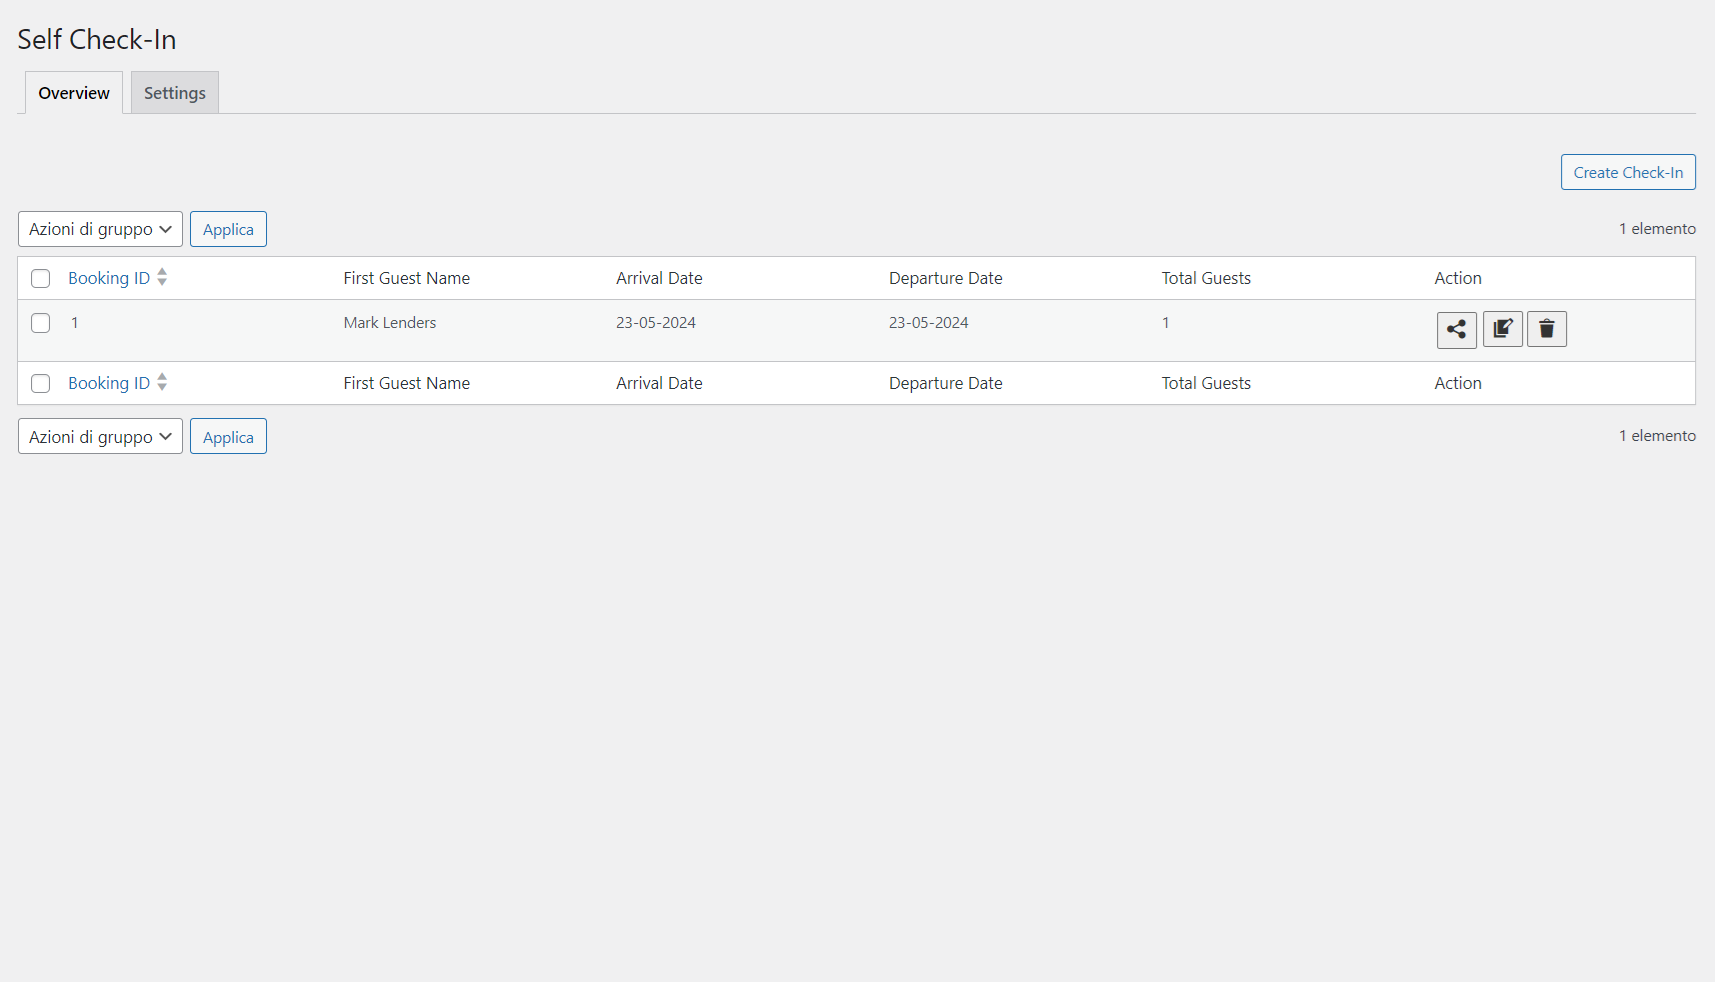 Self Check-In
Overview Settings
Create Check-In
Azioni di gruppo Applica 1 elemento
Booking ID First Guest Name Arrival Date Departure Date Total Guests Action
1 Mark Lenders 23-05-2024 23-05-2024 1
Booking ID First Guest Name Arrival Date Departure Date Total Guests Action
Azioni di gruppo Applica 1 elemento